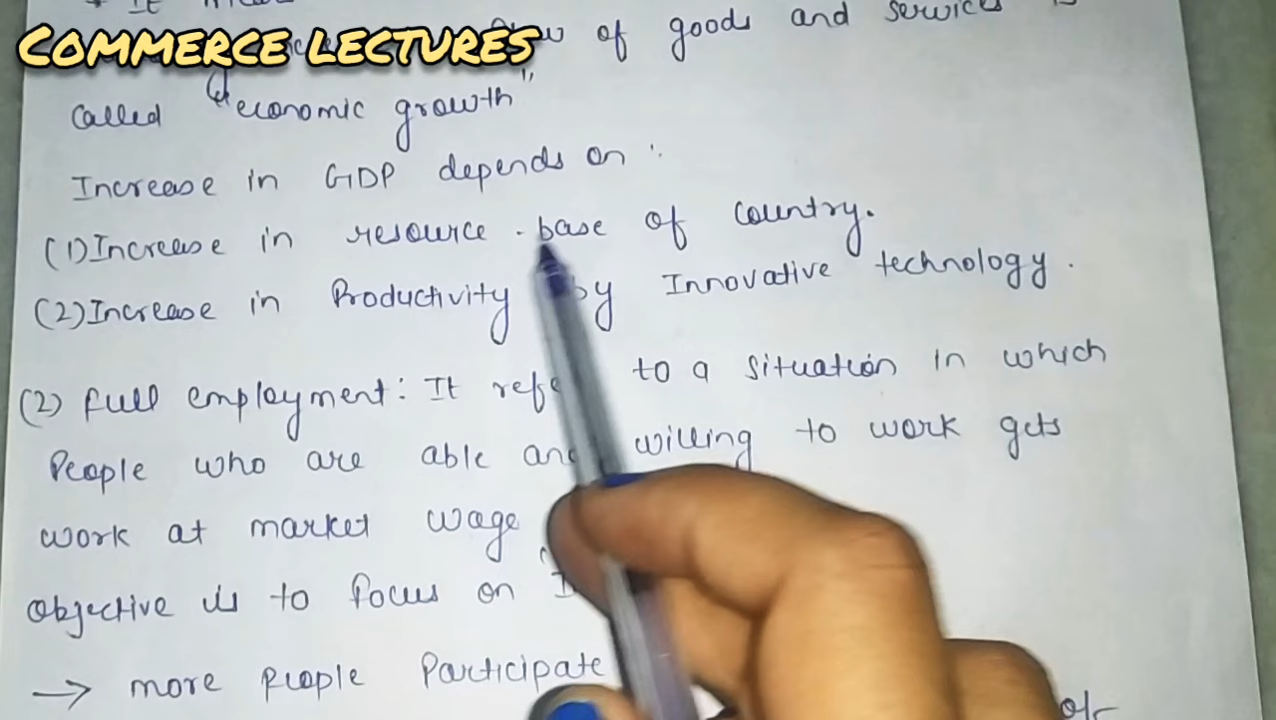 It
COMMERCE LECTURES
of goods and services is
called "economic growth"
Increase in GDP depends on :
(1) Increase in resource - base of country.
(2) Increase in Productivity by Innovative technology.
(2) full employment: It refe to a situation in which
People who are able and willing to work gets
work at market wage
objective is to focus on
→ more people Participate